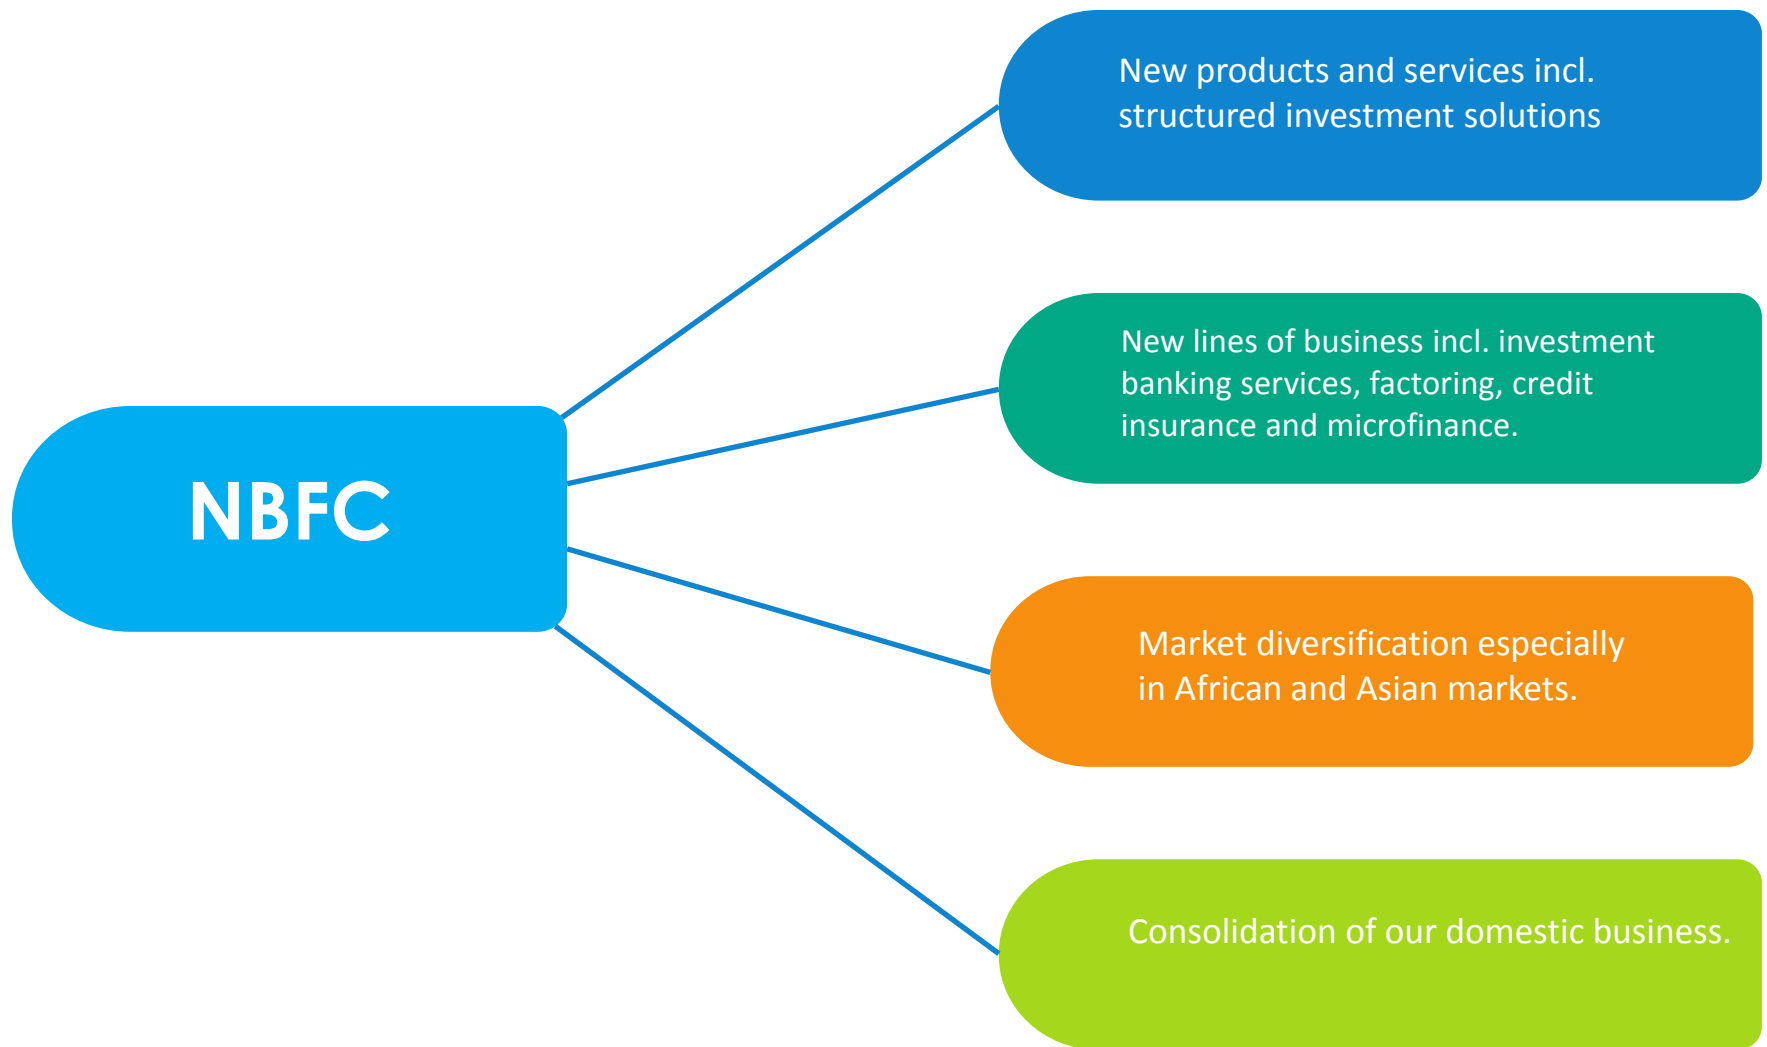 New products and services incl.
structured investment solutions
New lines of business incl. investment
banking services, factoring, credit
insurance and microfinance.
NBFC
Market diversification especially
in African and Asian markets.
Consolidation of our domestic business.